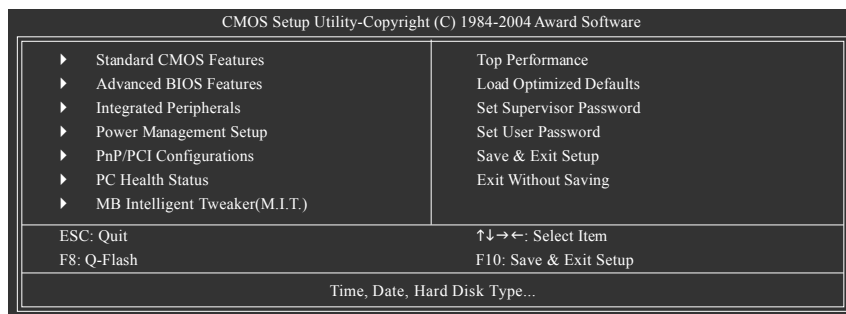 CMOS Setup Utility-Copyright (C) 1984-2004 Award Software
Standard CMOS Features
Advanced BIOS Features
Integrated Peripherals
Power Management Setup
PnP/PCI Configurations
PC Health Status
MB Intelligent Tweaker(M.I.T.)
Top Performance
Load Optimized Defaults
Set Supervisor Password
Set User Password
Save & Exit Setup
Exit Without Saving
ESC: Quit
↑↓→←: Select Item
F8: Q-Flash
F10: Save & Exit Setup
Time, Date, Hard Disk Type...